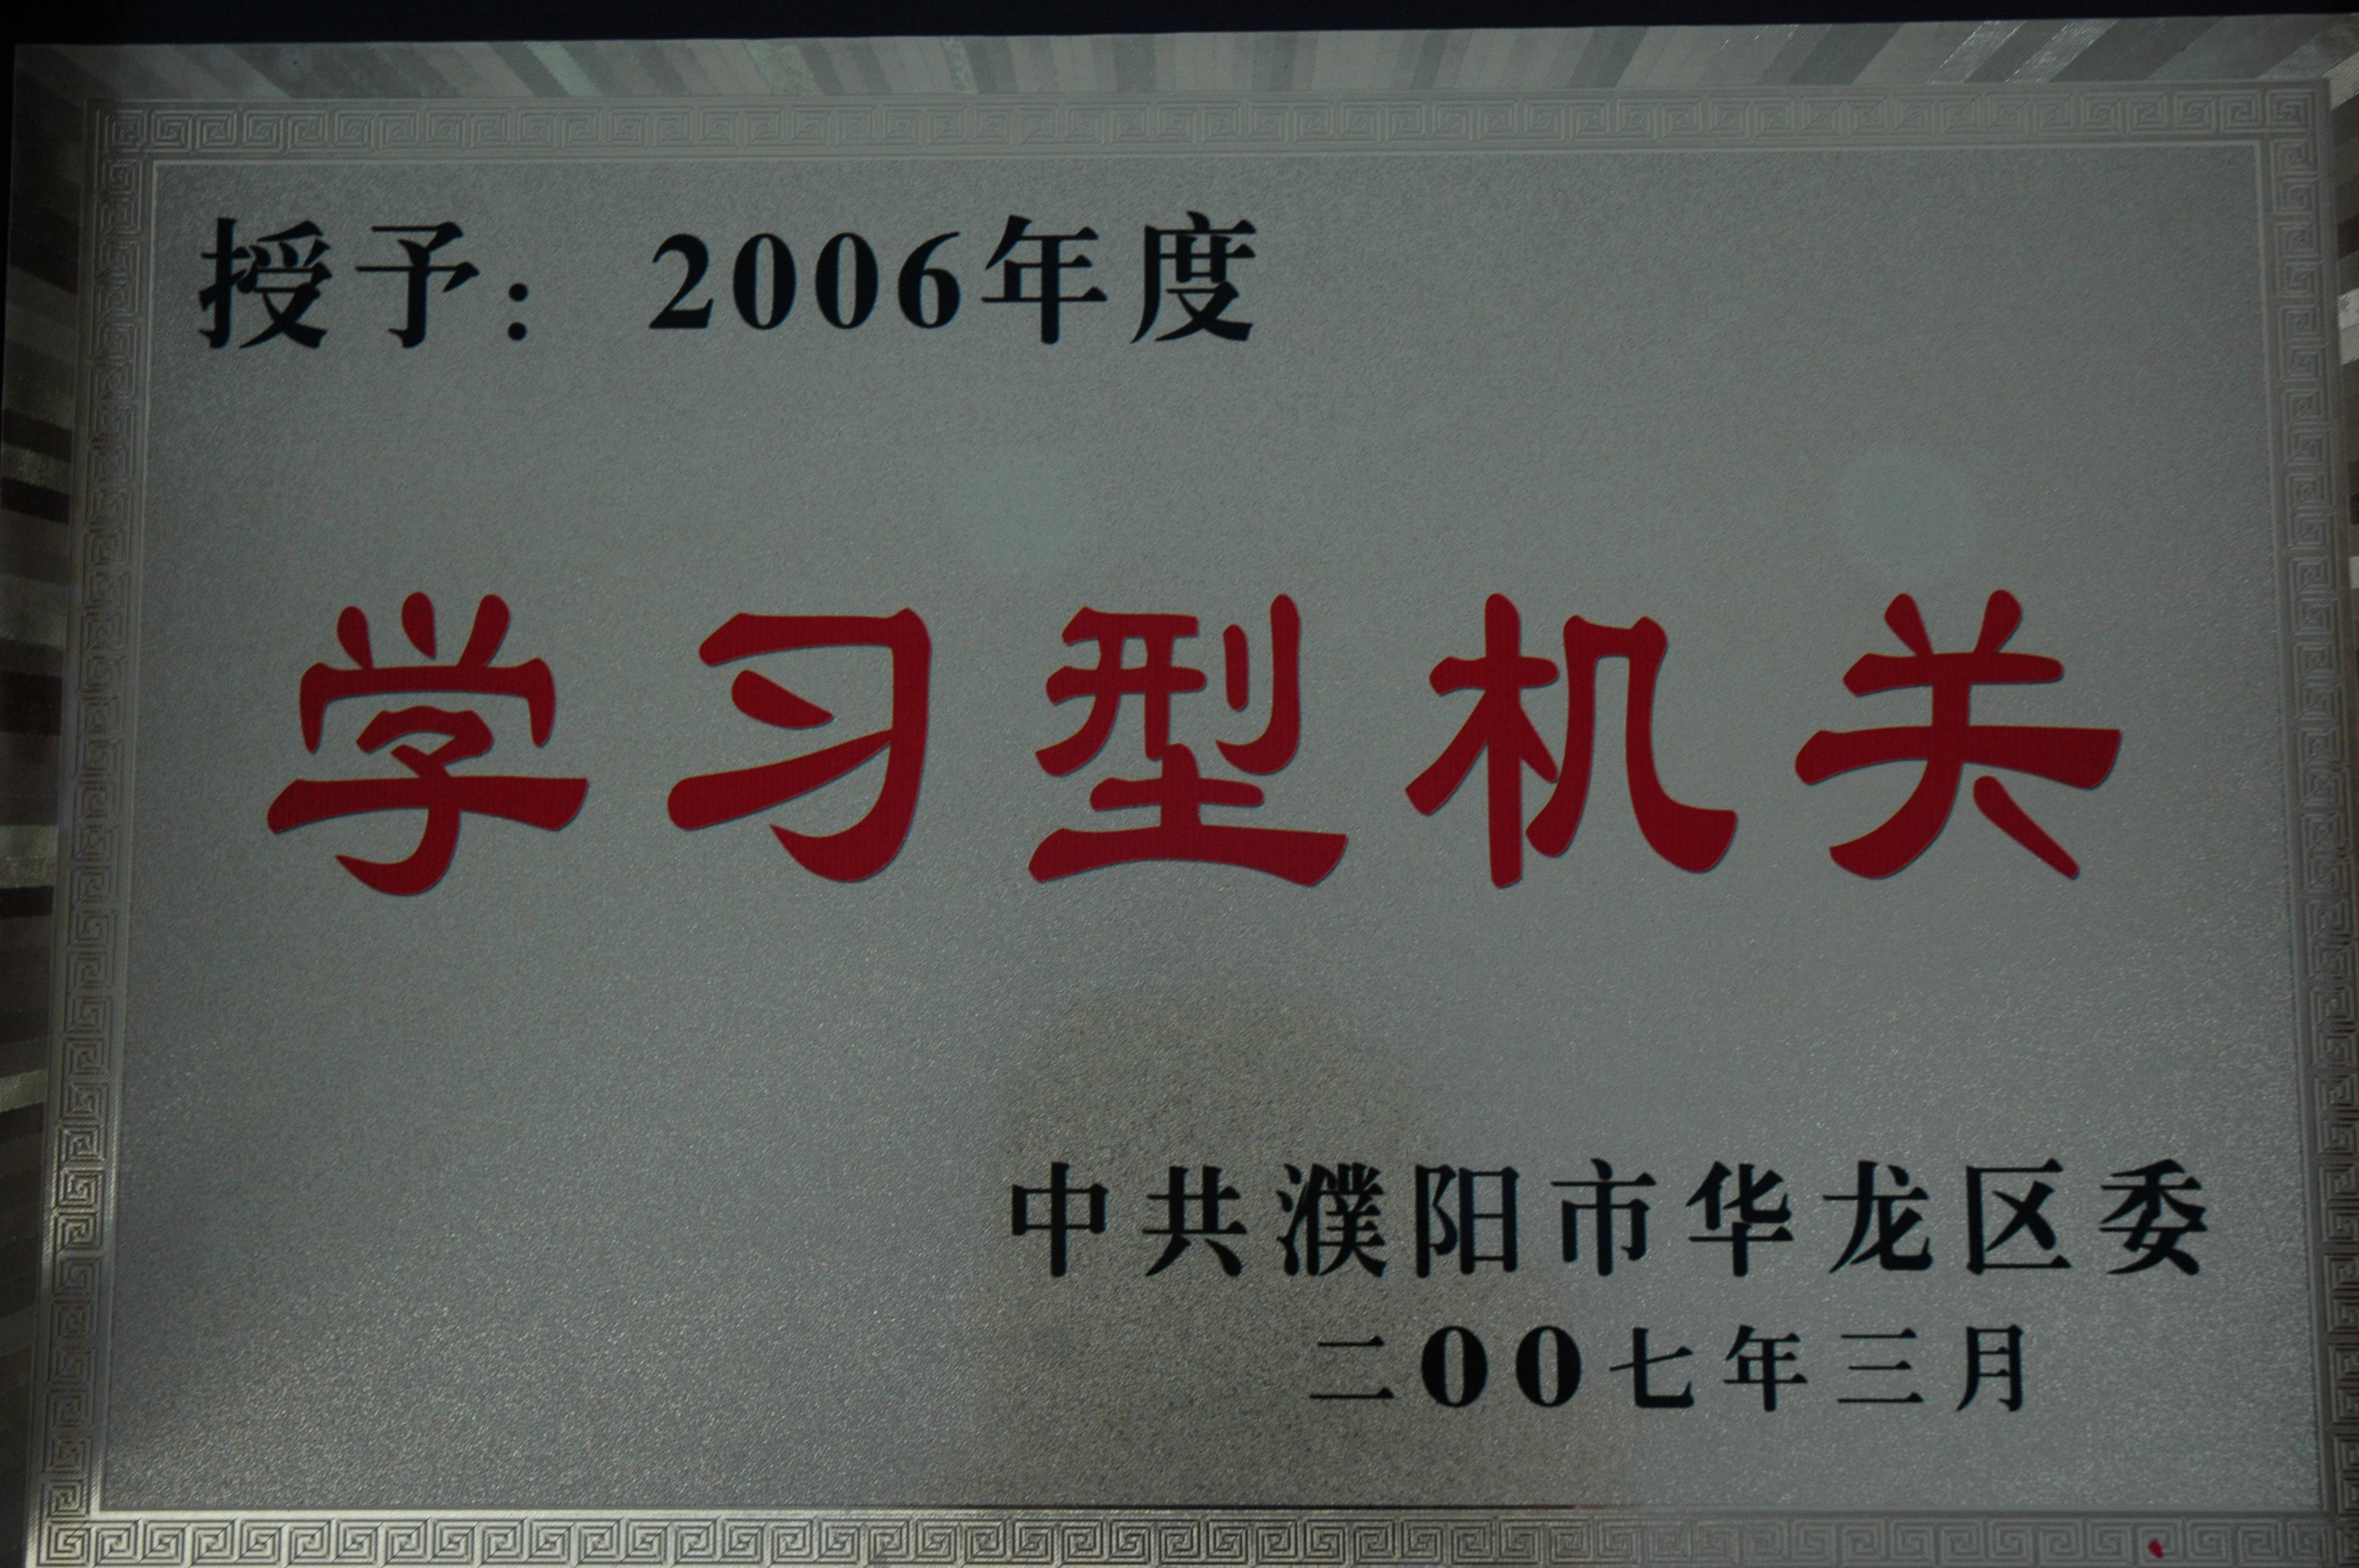 授予： 2006年度
学习型机关
中共濮阳市华龙区委
二00七年三月